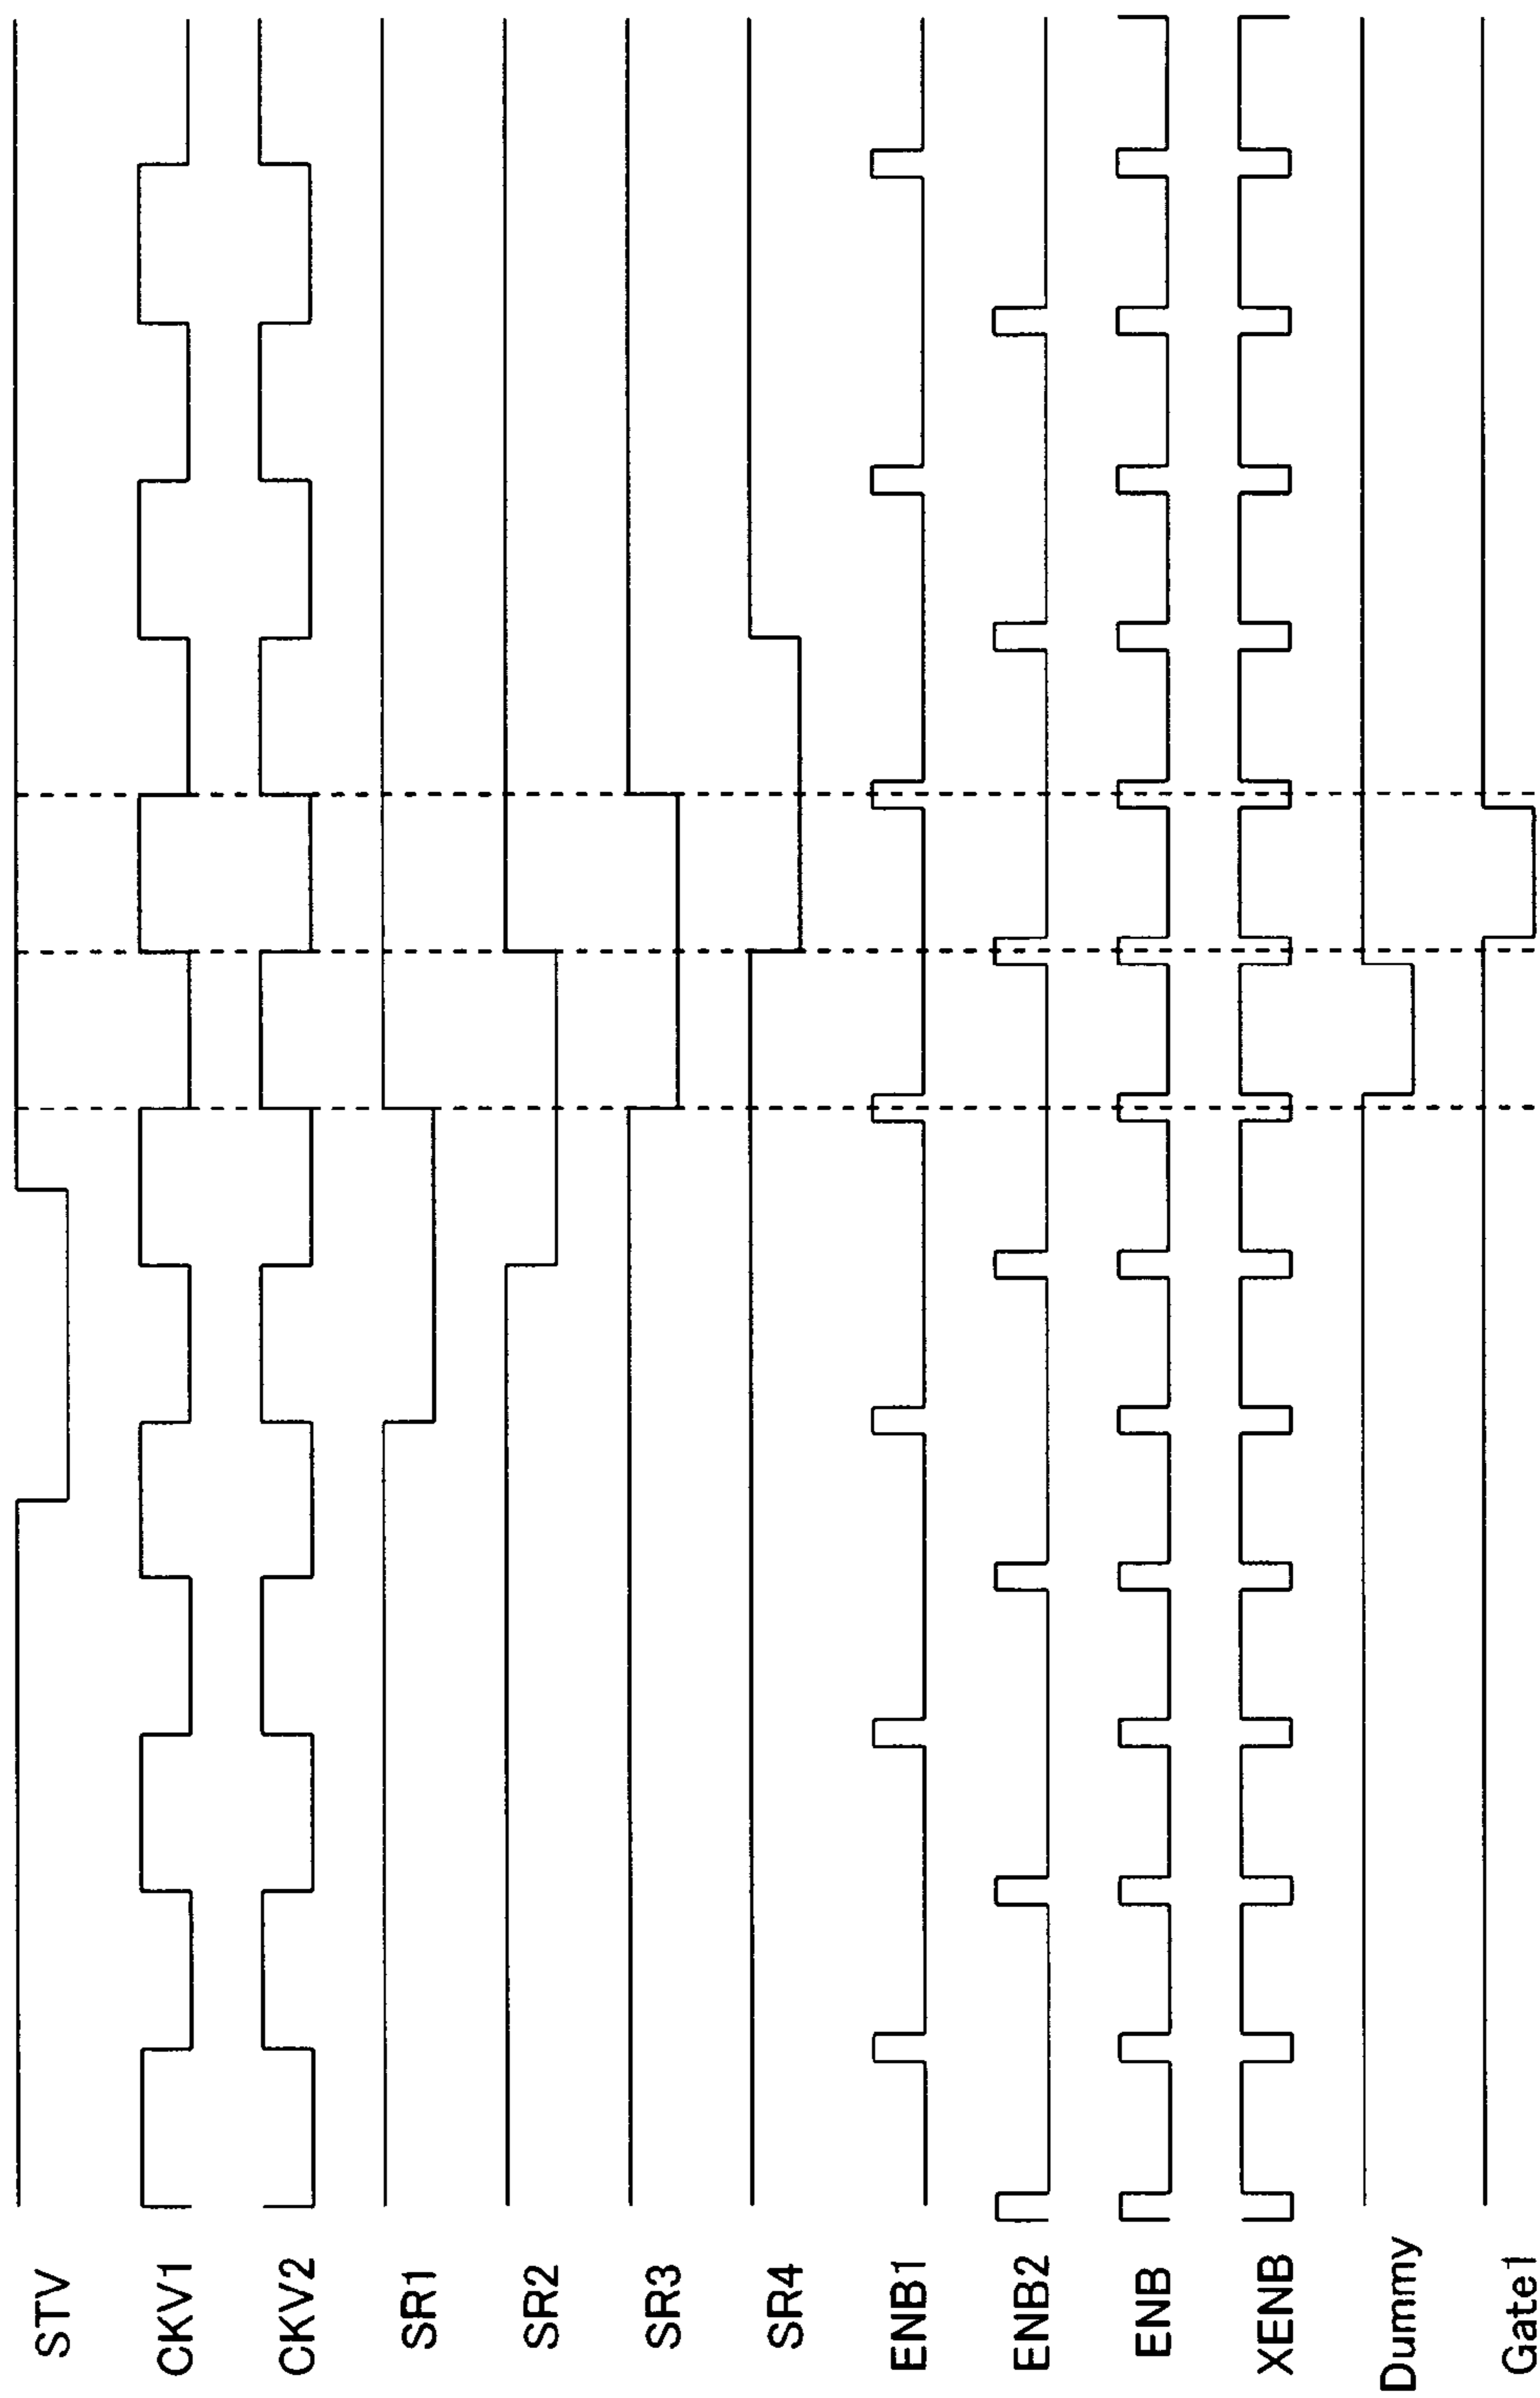 STV
CKV1
CKV2
SR1
SR2
SR3
SR4
ENB1
ENB2
ENB
XENB
Dummy
Gate1